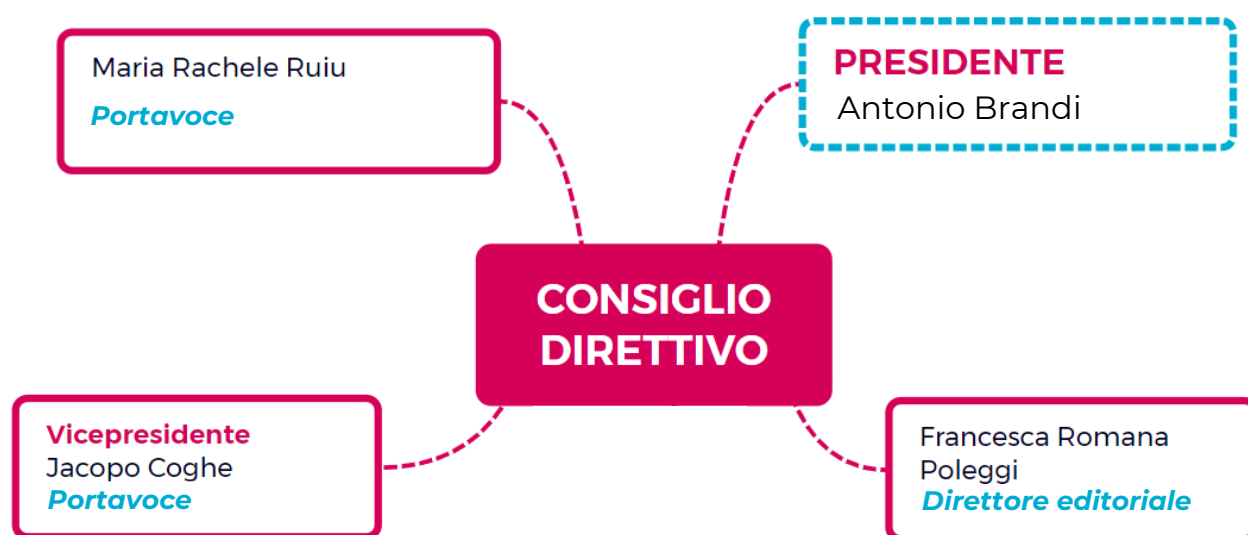 Maria Rachele Ruiu
Portavoce
PRESIDENTE
Antonio Brandi
CONSIGLIO
DIRETTIVO
Vicepresidente
Jacopo Coghe
Portavoce
Francesca Romana
Poleggi
Direttore editoriale